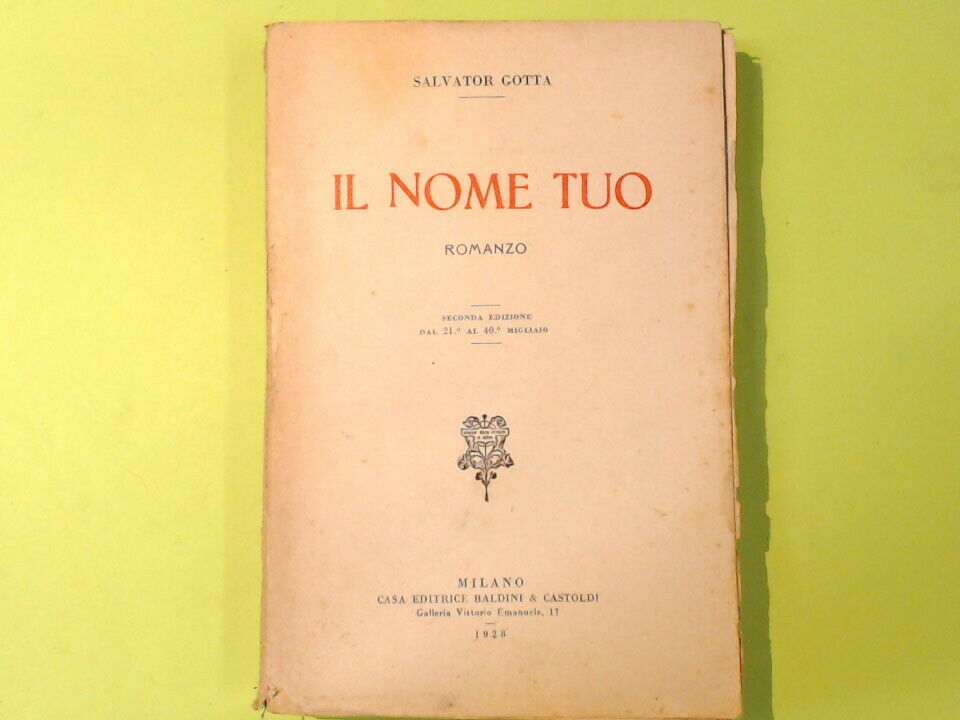 SALVATOR GOTTA
IL NOME TUO
ROMANZO
SECONDA EDIZIONE
DAL 21.° AL 40.° MIGLIAIO
MILANO
CASA EDITRICE BALDINI & CASTOLDI
Galleria Vittorio Emanuele, 17
1928